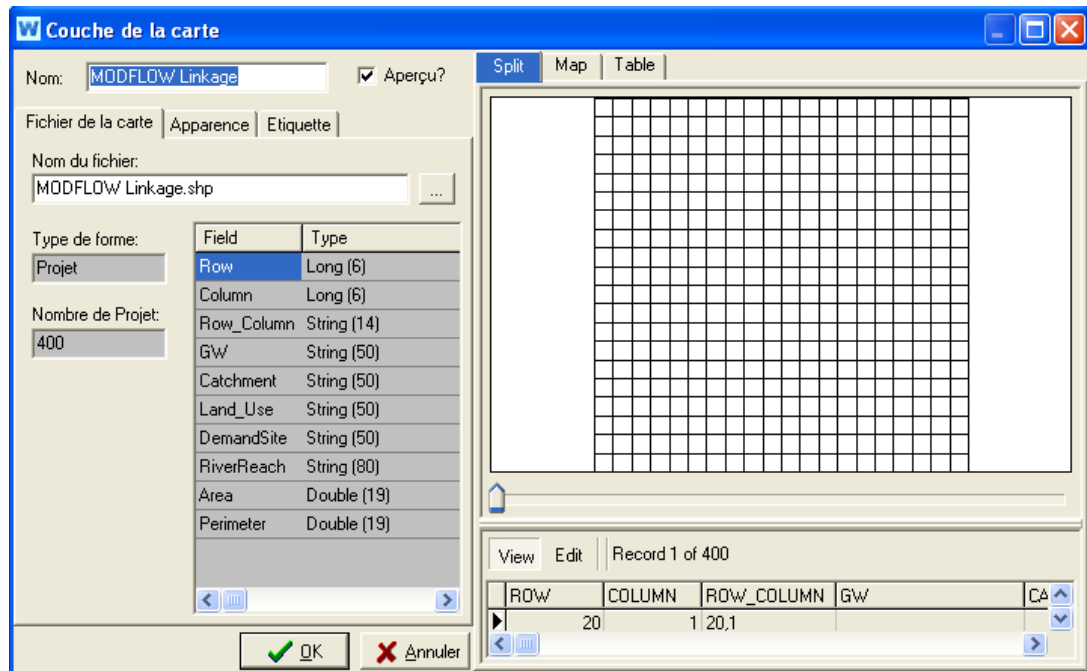 Couche de la carte
Nom: MODFLOW Linkage Aperçu?
Fichier de la carte Apparence Etiquette
Nom du fichier:
MODFLOW Linkage.shp ...
Type de forme:
Projet
Nombre de Projet:
400
Field Type
Row Long (6)
Column Long (6)
Row_Column String (14)
GW String (50)
Catchment String (50)
Land_Use String (50)
DemandSite String (50)
RiverReach String (80)
Area Double (19)
Perimeter Double (19)
OK Annuler
Split Map Table
View Edit Record 1 of 400
ROW COLUMN ROW_COLUMN GW CA
20 1 20,1